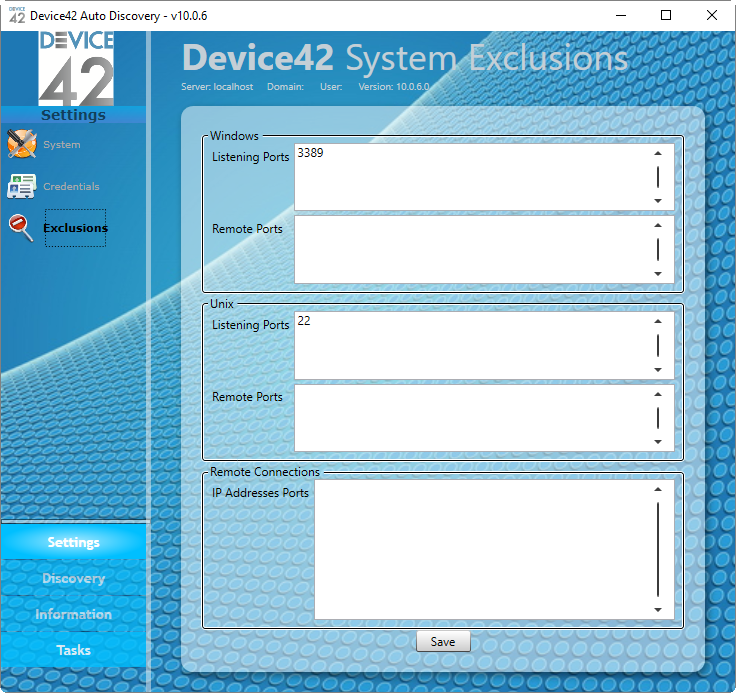 DEVICE
42
Device42 Auto Discovery - v10.0.6
DEVICE
42
Settings
System
Credentials
Exclusions
Device42 System Exclusions
Server: localhost Domain: User: Version: 10.0.6.0
Windows
Listening Ports 3389
Remote Ports
Unix
Listening Ports 22
Remote Ports
Remote Connections
IP Addresses Ports
Save
Settings
Discovery
Information
Tasks